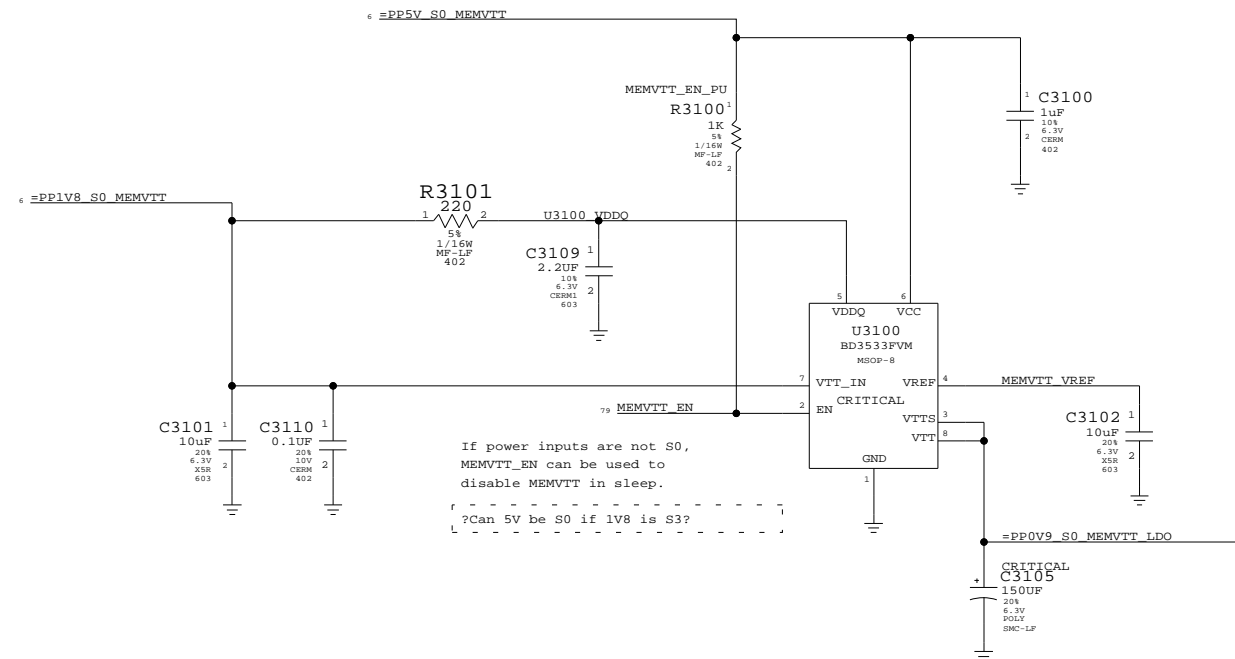 6 =PP5V_S0_MEMVTT
MEMVTT_EN_PU
R3100 1
1K
5%
1/16W
MF-LF
402
2
1 C3100
1uF
10%
6.3V
CERM
402
2
6 =PP1V8_S0_MEMVTT
R3101
1 220 2
5%
1/16W
MF-LF
402
U3100_VDDQ
C3109 1
2.2UF
10%
6.3V
CERM1
603
2
5 6
VDDQ VCC
U3100
BD3533FVM
MSOP-8
7 VTT_IN VREF 4 MEMVTT_VREF
CRITICAL
79 MEMVTT_EN 2 EN
VTTS 3
VTT 8
GND
1
C3101 1
10uF
20%
6.3V
X5R
603
2
C3110 1
0.1UF
20%
10V
CERM
402
2
C3102 1
10uF
20%
6.3V
X5R
603
2
If power inputs are not S0,
MEMVTT_EN can be used to
disable MEMVTT in sleep.
?Can 5V be S0 if 1V8 is S3?
=PP0V9_S0_MEMVTT_LDO
CRITICAL
C3105
+
150UF
20%
6.3V
POLY
SMC-LF